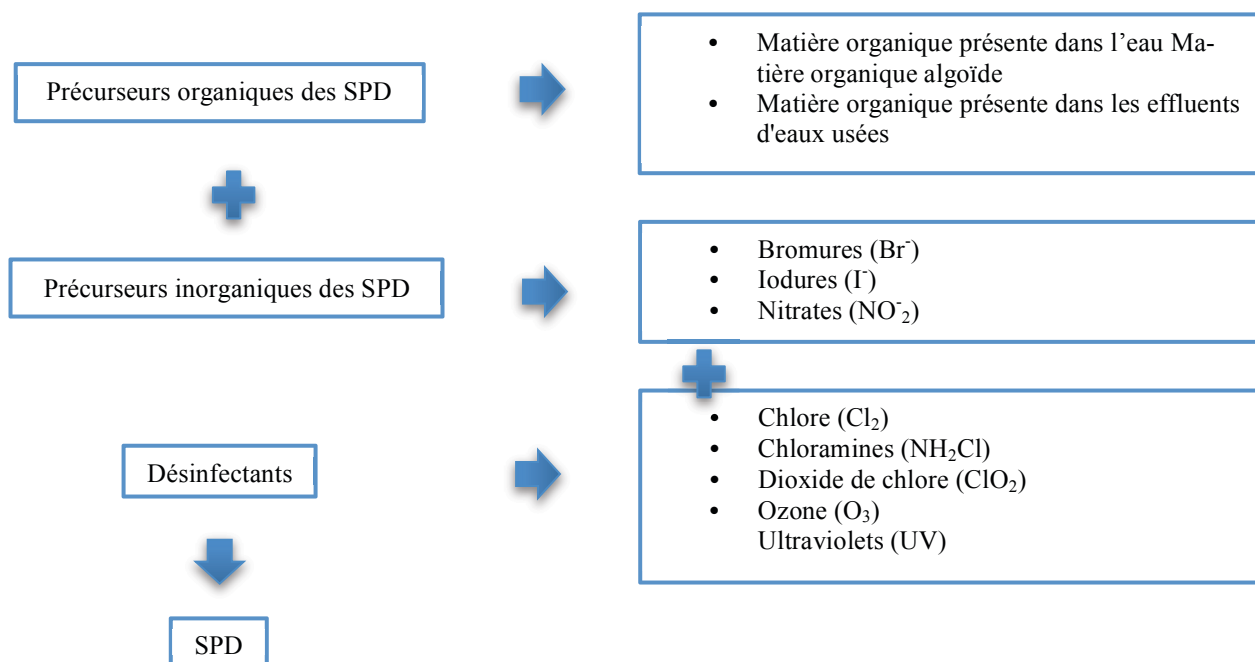 Précurseurs organiques des SPD
• Matière organique présente dans l’eau Ma-
tière organique algoïde
• Matière organique présente dans les effluents
d'eaux usées
Précurseurs inorganiques des SPD
• Bromures (Br⁻)
• Iodures (I⁻)
• Nitrates (NO⁻₂)
Désinfectants
• Chlore (Cl₂)
• Chloramines (NH₂Cl)
• Dioxide de chlore (ClO₂)
• Ozone (O₃)
Ultraviolets (UV)
SPD